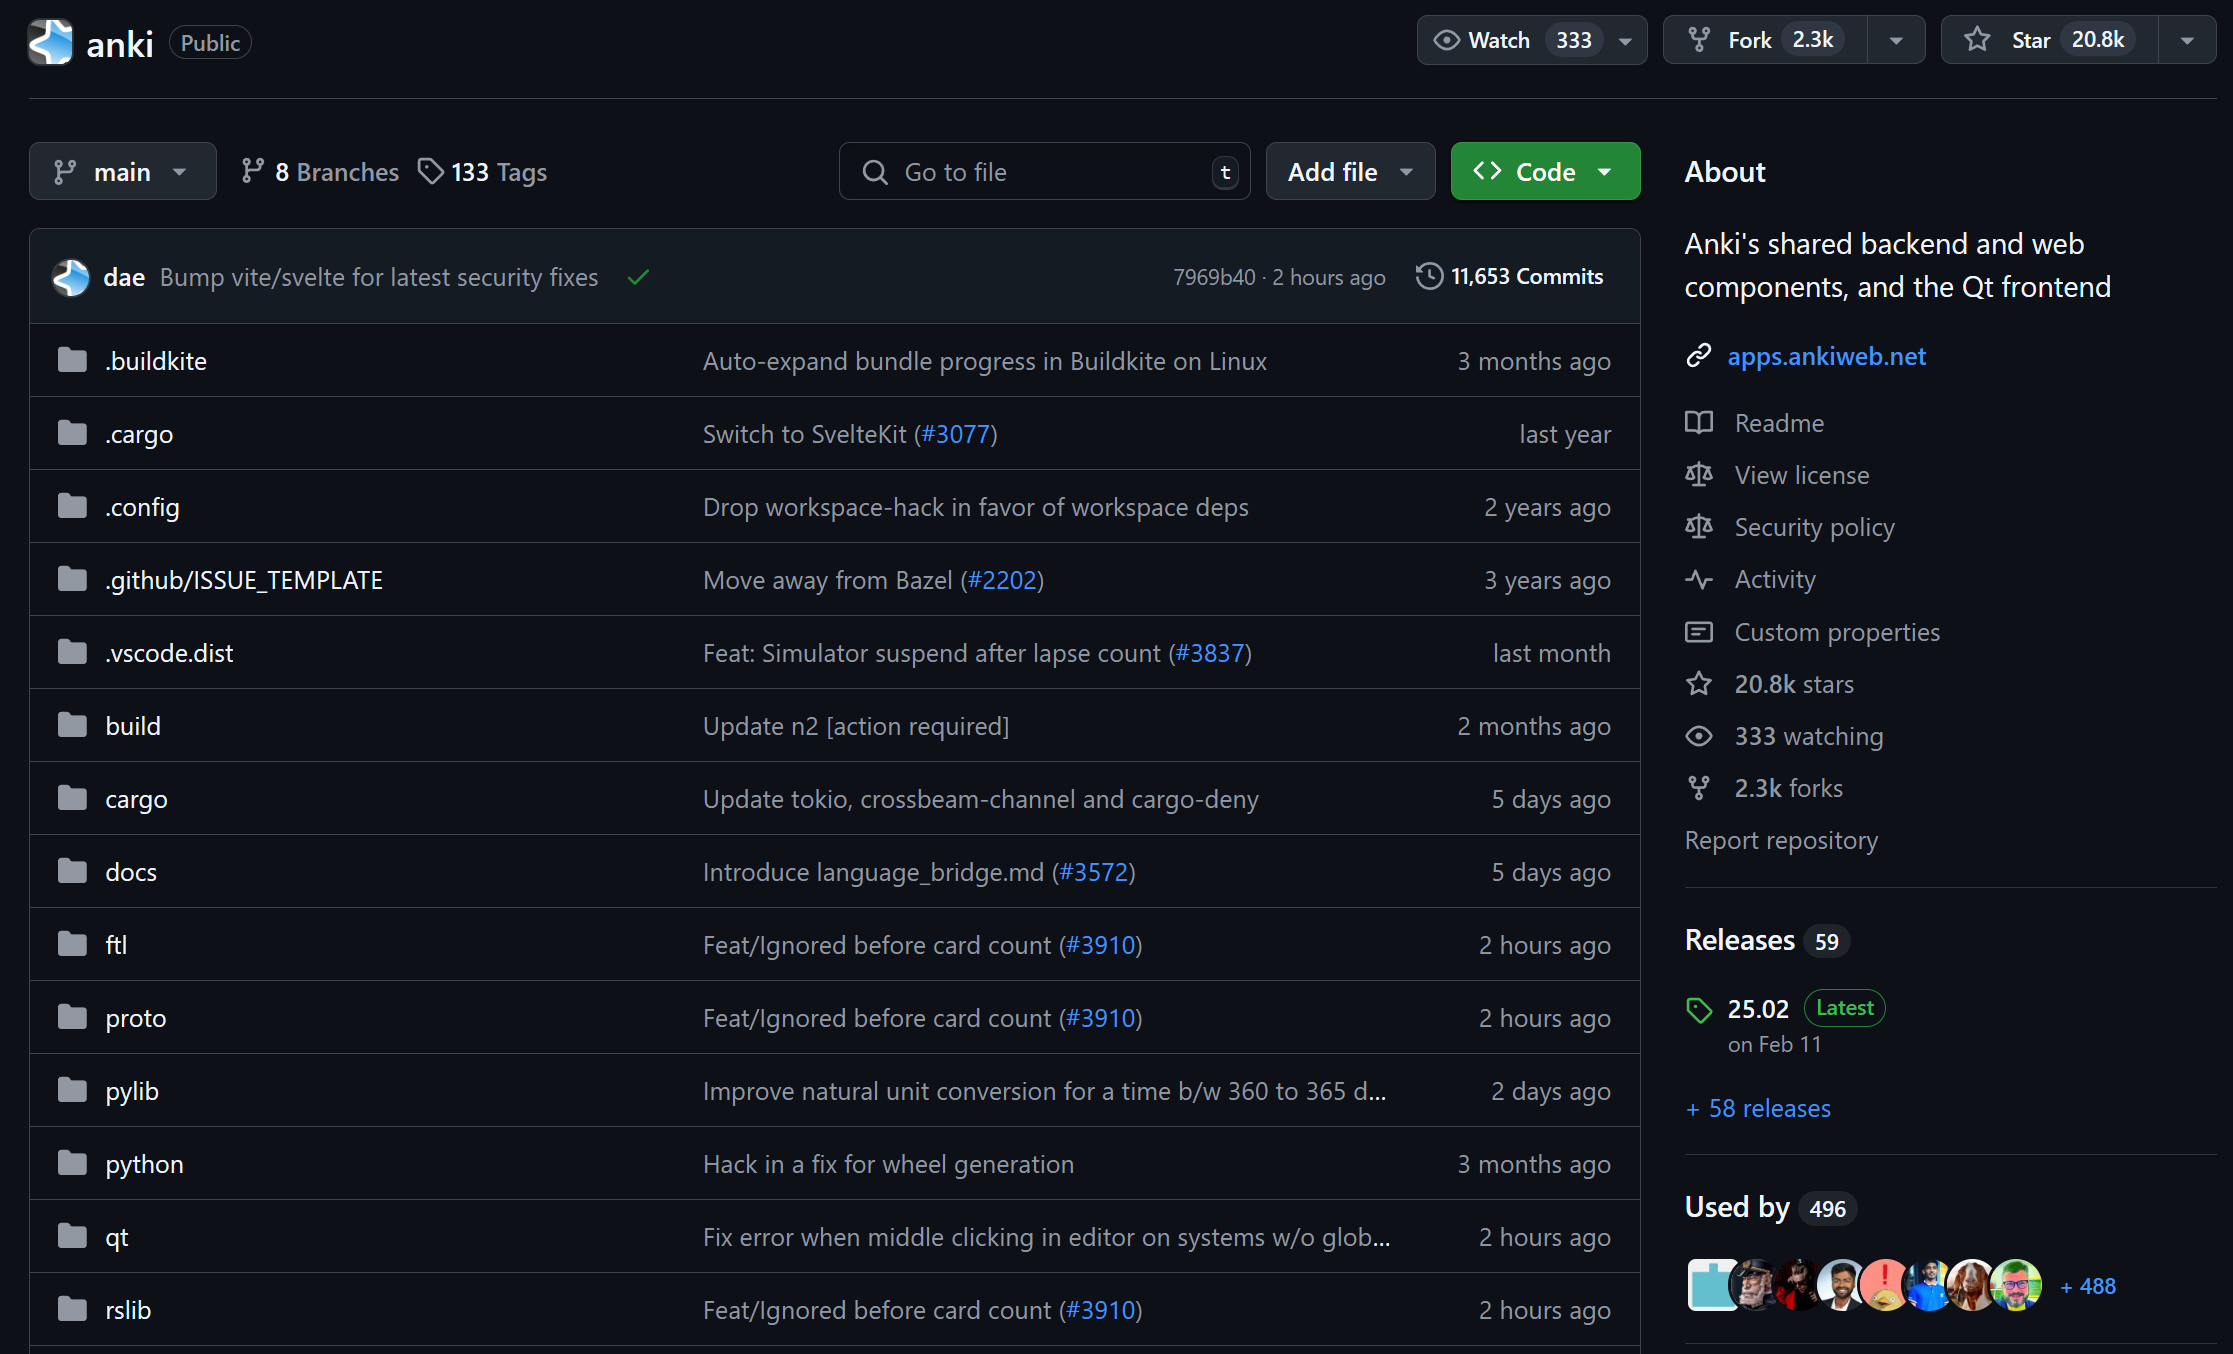 anki Public Watch 333 Fork 2.3k Star 20.8k
main 8 Branches 133 Tags Go to file t Add file Code
dae Bump vite/svelte for latest security fixes 7969b40 · 2 hours ago 11,653 Commits
.buildkite Auto-expand bundle progress in Buildkite on Linux 3 months ago
.cargo Switch to SvelteKit (#3077) last year
.config Drop workspace-hack in favor of workspace deps 2 years ago
.github/ISSUE_TEMPLATE Move away from Bazel (#2202) 3 years ago
.vscode.dist Feat: Simulator suspend after lapse count (#3837) last month
build Update n2 [action required] 2 months ago
cargo Update tokio, crossbeam-channel and cargo-deny 5 days ago
docs Introduce language_bridge.md (#3572) 5 days ago
ftl Feat/Ignored before card count (#3910) 2 hours ago
proto Feat/Ignored before card count (#3910) 2 hours ago
pylib Improve natural unit conversion for a time b/w 360 to 365 d... 2 days ago
python Hack in a fix for wheel generation 3 months ago
qt Fix error when middle clicking in editor on systems w/o glob... 2 hours ago
rslib Feat/Ignored before card count (#3910) 2 hours ago
About
Anki's shared backend and web
components, and the Qt frontend
apps.ankiweb.net
Readme
View license
Security policy
Activity
Custom properties
20.8k stars
333 watching
2.3k forks
Report repository
Releases 59
25.02 Latest
on Feb 11
+ 58 releases
Used by 496
+ 488